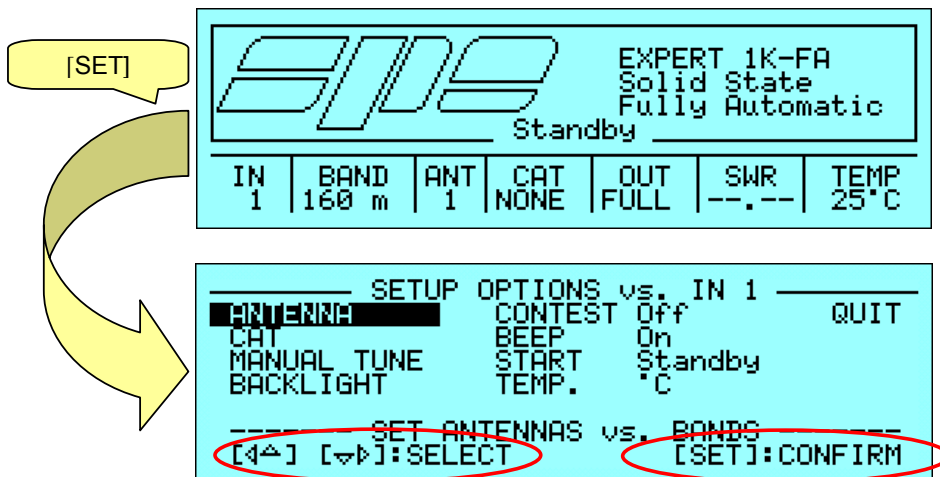 [SET]
spe
EXPERT 1K-FA
Solid State
Fully Automatic
Standby
IN BAND ANT CAT OUT SWR TEMP
1 160 m 1 NONE FULL --.-- 25°C
SETUP OPTIONS vs. IN 1
ANTENNA CONTEST Off QUIT
CAT BEEP On
MANUAL TUNE START Standby
BACKLIGHT TEMP. °C
------- SET ANTENNAS vs. BANDS -------
[◁△] [▽▷]:SELECT [SET]:CONFIRM